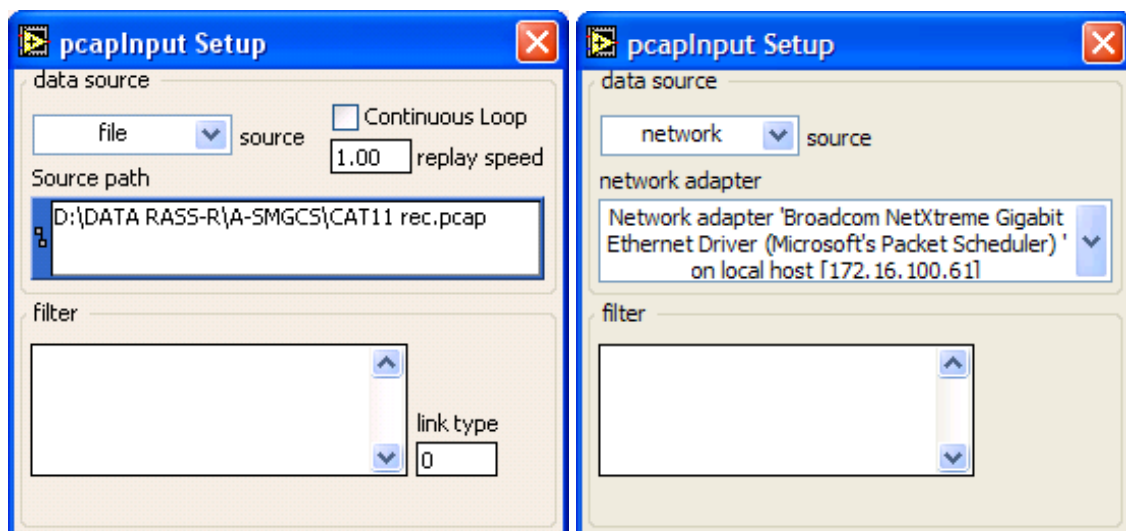 pcapInput Setup
data source
file
source
Continuous Loop
1.00
replay speed
Source path
D:\DATA RASS-R\A-SMGCS\CAT11 rec.pcap
filter
link type
0
pcapInput Setup
data source
network
source
network adapter
Network adapter 'Broadcom NetXtreme Gigabit
Ethernet Driver (Microsoft's Packet Scheduler) '
on local host [172.16.100.61]
filter